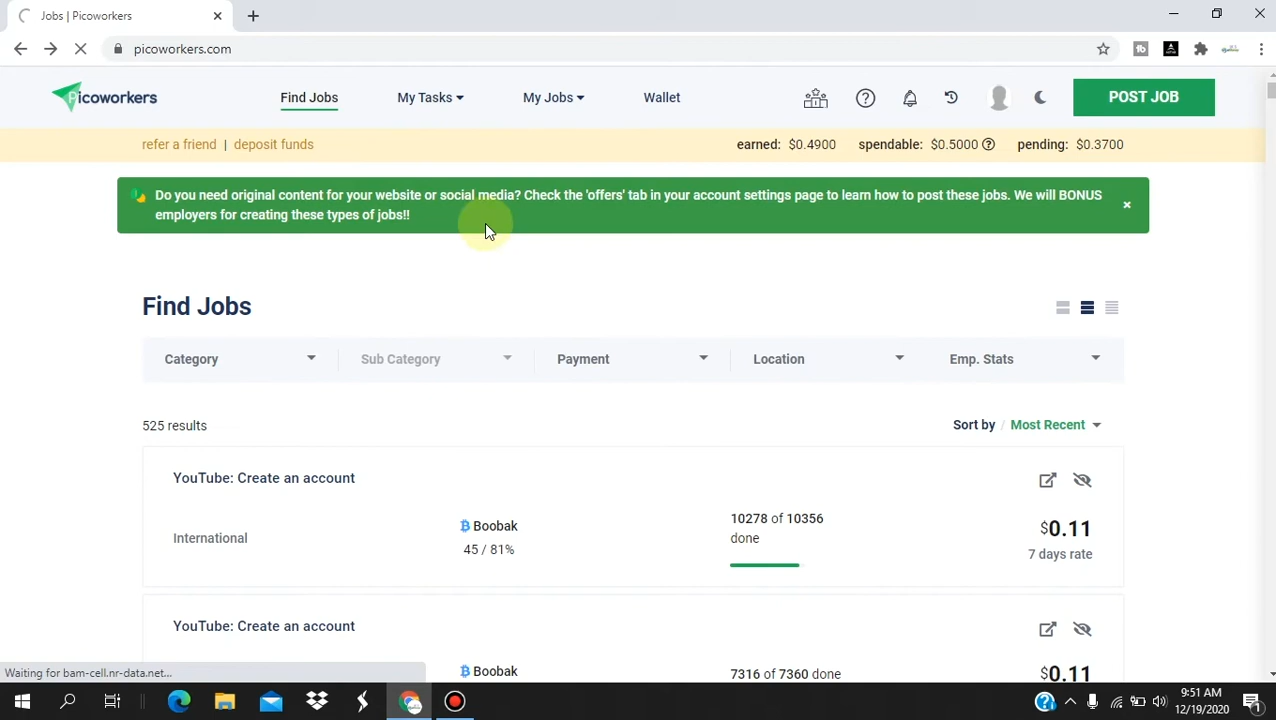 Jobs | Picoworkers
picoworkers.com
Picoworkers
Find Jobs
My Tasks
My Jobs
Wallet
POST JOB
refer a friend | deposit funds
earned: $0.4900 spendable: $0.5000 pending: $0.3700
Do you need original content for your website or social media? Check the 'offers' tab in your account settings page to learn how to post these jobs. We will BONUS
employers for creating these types of jobs!!
Find Jobs
Category
Sub Category
Payment
Location
Emp. Stats
525 results
Sort by / Most Recent
YouTube: Create an account
International
Boobak
45 / 81%
10278 of 10356
done
$0.11
7 days rate
YouTube: Create an account
Boobak
7316 of 7360 done
$0.11
Waiting for bam-cell.nr-data.net...
9:51 AM
12/19/2020
1